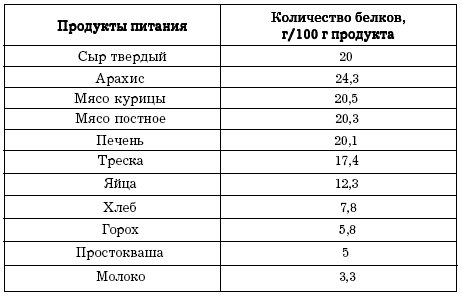 Продукты питания
Количество белков,
г/100 г продукта
Сыр твердый 20
Арахис 24,3
Мясо курицы 20,5
Мясо постное 20,3
Печень 20,1
Треска 17,4
Яйца 12,3
Хлеб 7,8
Горох 5,8
Простокваша 5
Молоко 3,3